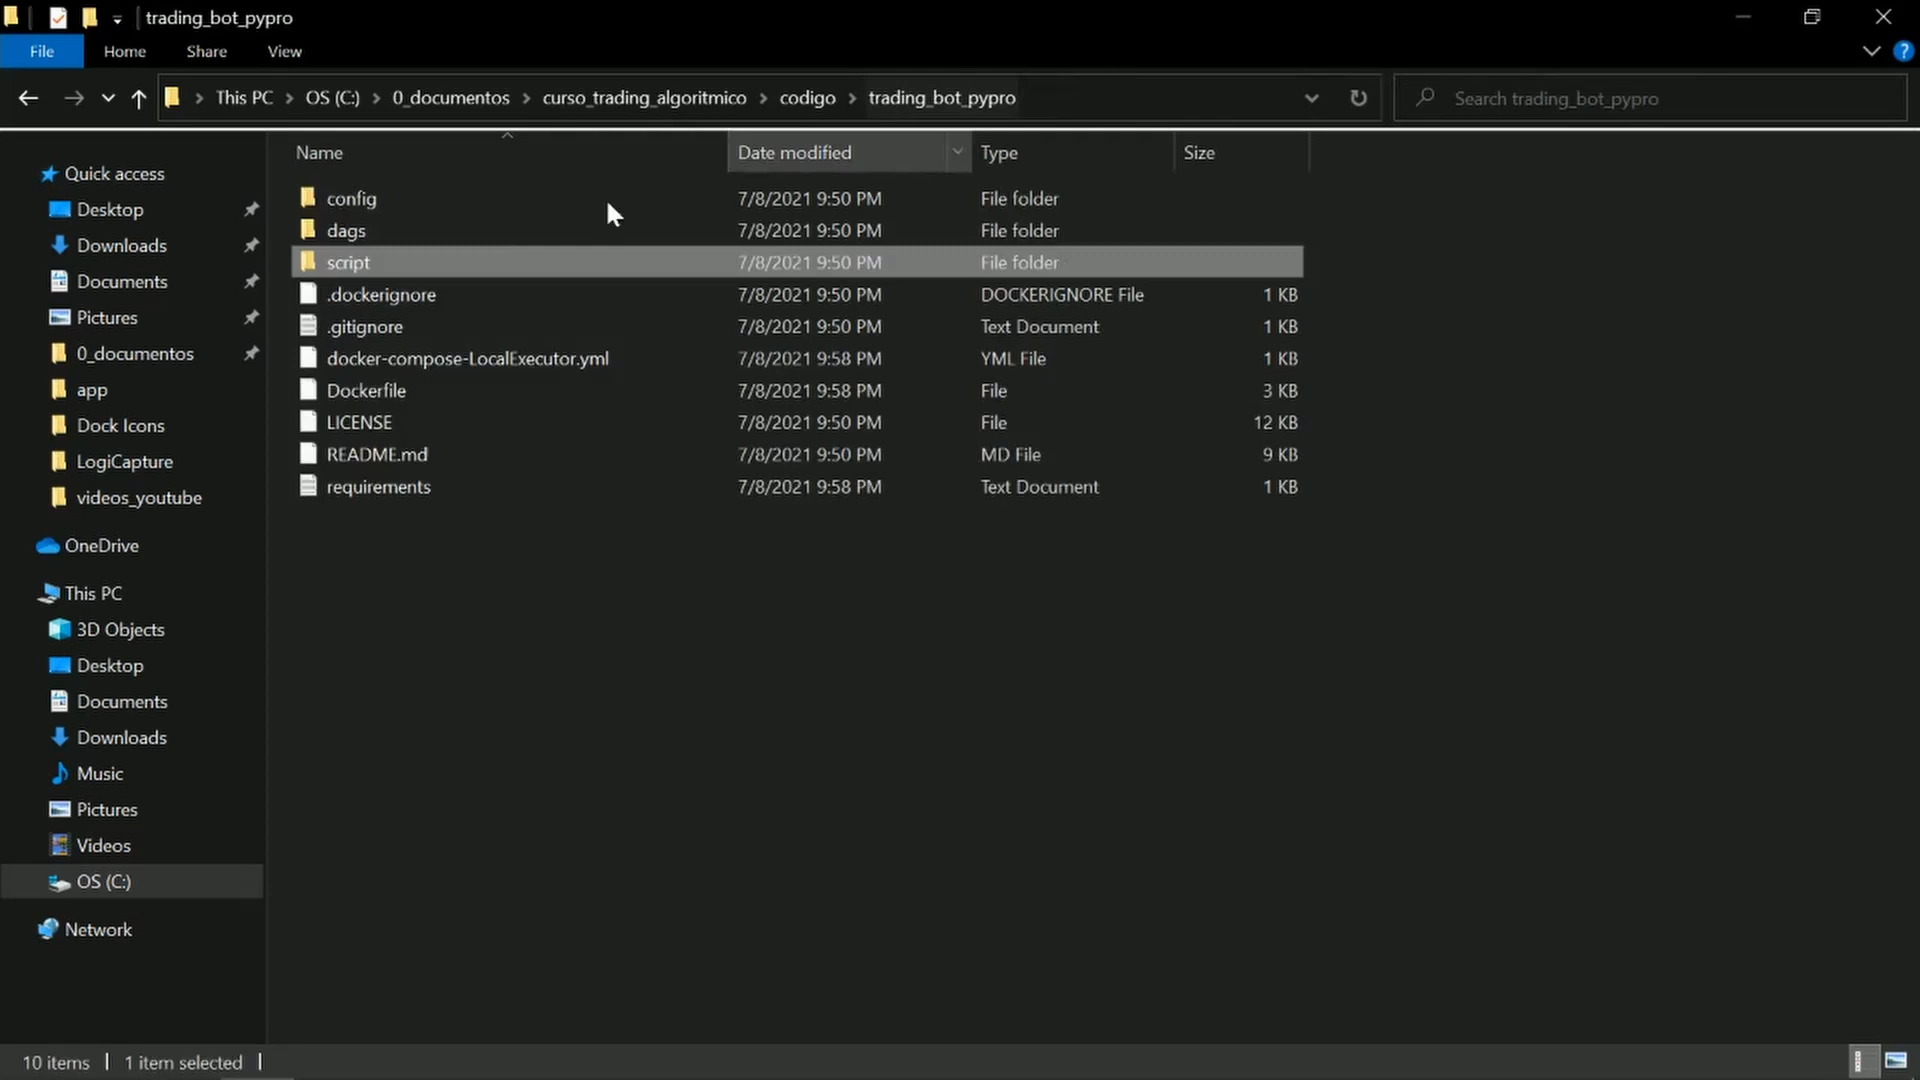 trading_bot_pypro
File Home Share View
This PC OS (C:) 0_documentos curso_trading_algoritmico codigo trading_bot_pypro Search trading_bot_pypro
Name Date modified Type Size
Quick access
Desktop
Downloads
Documents
Pictures
0_documentos
app
Dock Icons
LogiCapture
videos_youtube
OneDrive
This PC
3D Objects
Desktop
Documents
Downloads
Music
Pictures
Videos
OS (C:)
Network
config 7/8/2021 9:50 PM File folder
dags 7/8/2021 9:50 PM File folder
script 7/8/2021 9:50 PM File folder
.dockerignore 7/8/2021 9:50 PM DOCKERIGNORE File 1 KB
.gitignore 7/8/2021 9:50 PM Text Document 1 KB
docker-compose-LocalExecutor.yml 7/8/2021 9:58 PM YML File 1 KB
Dockerfile 7/8/2021 9:58 PM File 3 KB
LICENSE 7/8/2021 9:50 PM File 12 KB
README.md 7/8/2021 9:50 PM MD File 9 KB
requirements 7/8/2021 9:58 PM Text Document 1 KB
10 items 1 item selected